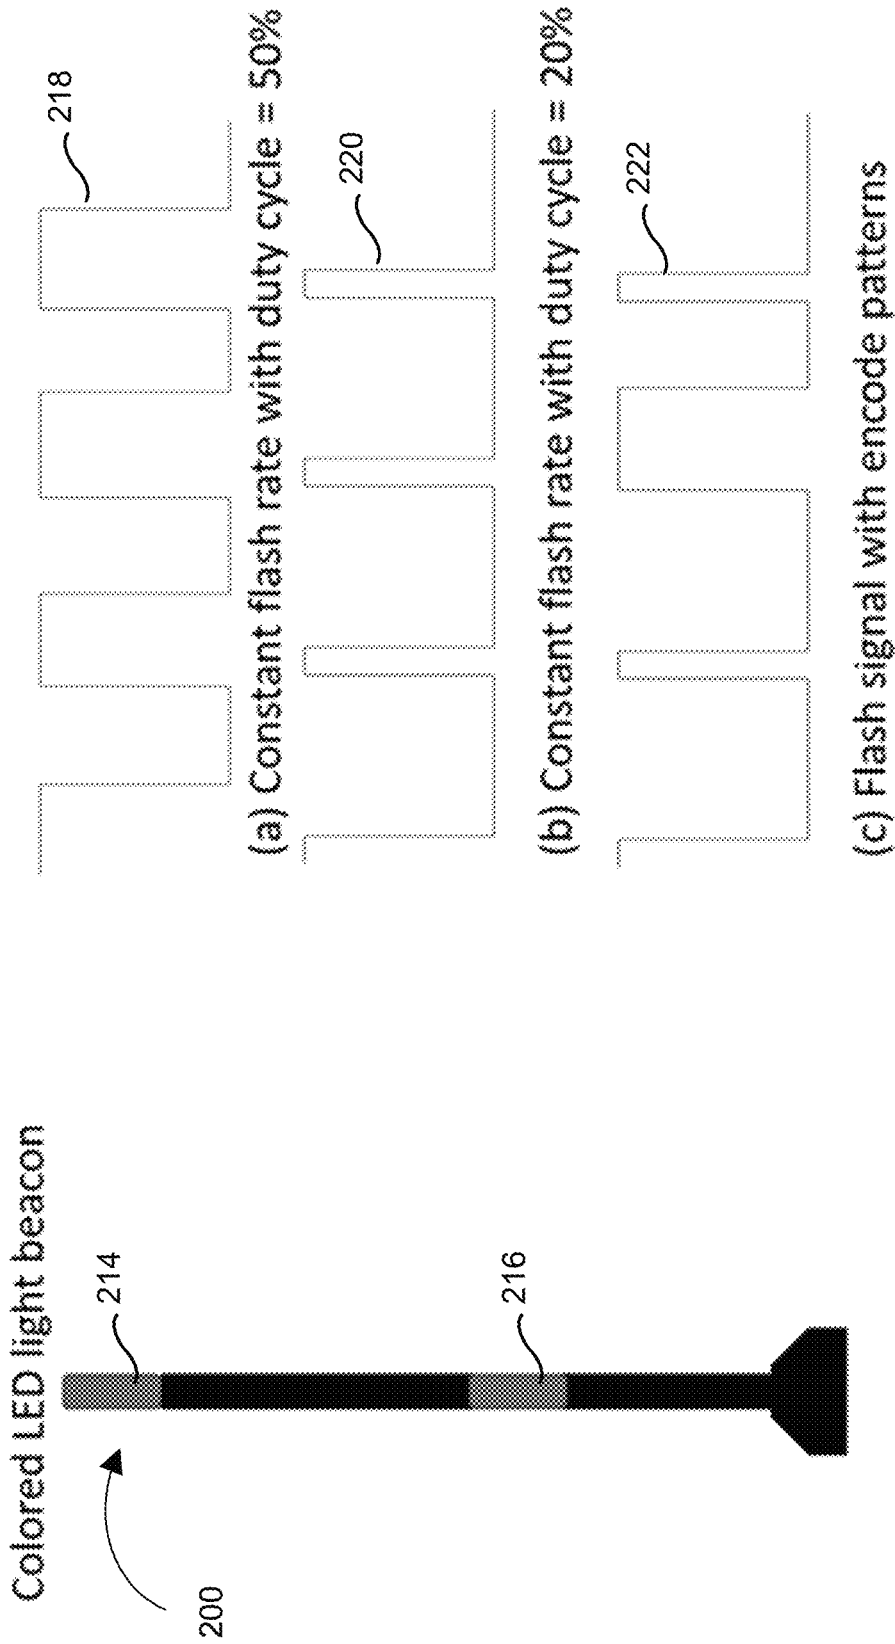 Colored LED light beacon
200
214
216
218
(a) Constant flash rate with duty cycle = 50%
220
(b) Constant flash rate with duty cycle = 20%
222
(c) Flash signal with encode patterns